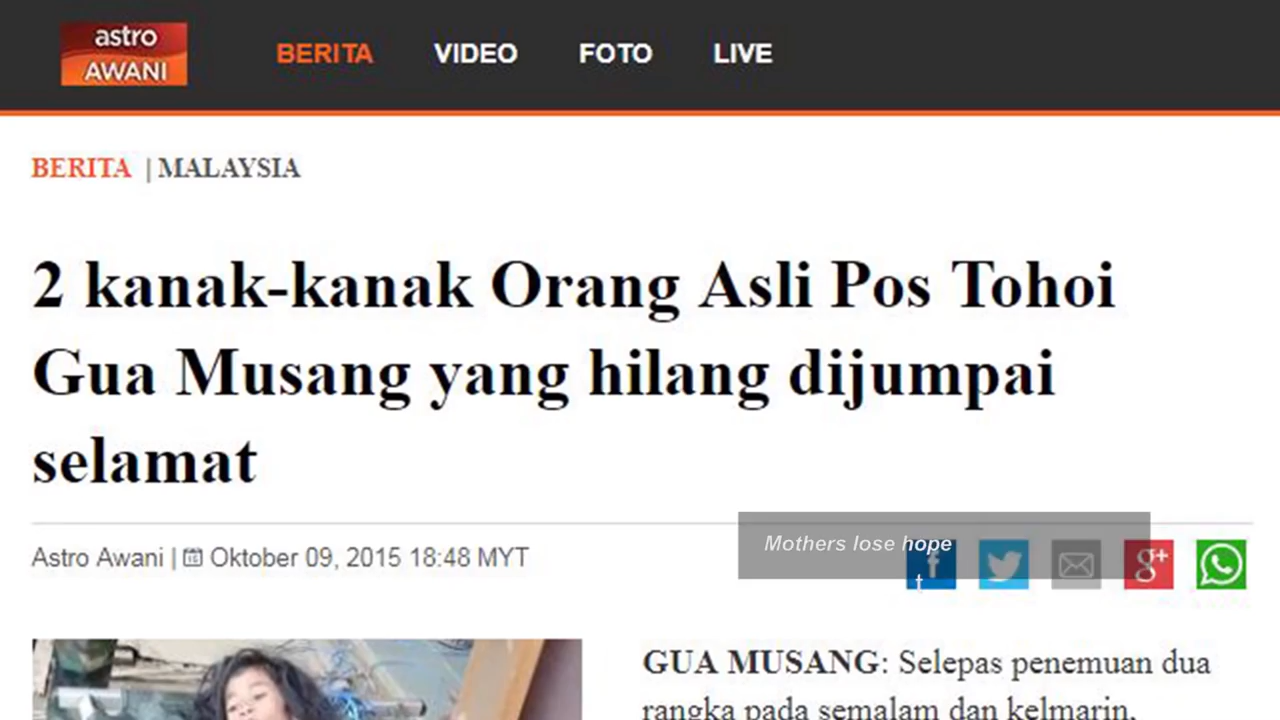 astro
AWANI
BERITA VIDEO FOTO LIVE
BERITA | MALAYSIA
2 kanak-kanak Orang Asli Pos Tohoi
Gua Musang yang hilang dijumpai
selamat
Astro Awani | Oktober 09, 2015 18:48 MYT
Mothers lose hope
t
f g+
GUA MUSANG: Selepas penemuan dua
rangka pada semalam dan kelmarin,